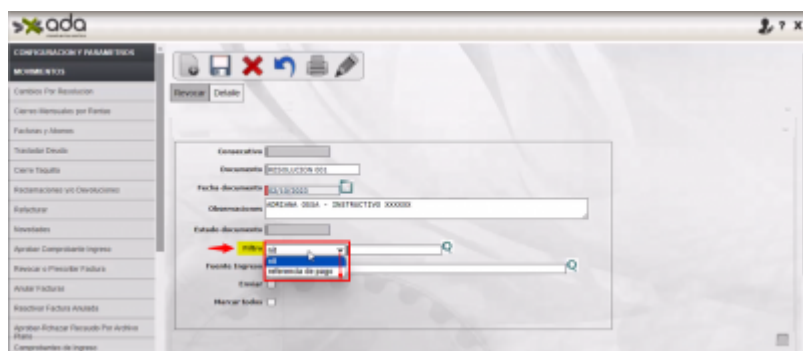 ada
? X
CONFIGURACION Y PARAMETROS
MOVIMIENTOS
Cambios Por Resolucion
Cierres Mensuales por Rentas
Facturas y Abonos
Trasladar Deuda
Cierre Taquilla
Reclamaciones y/o Devoluciones
Refacturar
Novedades
Aprobar Comprobante Ingreso
Revocar o Prescribir Factura
Anular Facturas
Reactivar Factura Anulada
Aprobar-Rchazar Recaudo Por Archivo
Plano
Comprobantes de Ingreso
Revocar Detalle
Consecutivo
Documento RESOLUCION 001
Fecha documento
Observaciones ADRIANA OSSA - INSTRUCTIVO XXXXXX
Estado documento
Filtro nit
nit
referencia de pago
Fuente Ingreso
Enviar
Marcar todos